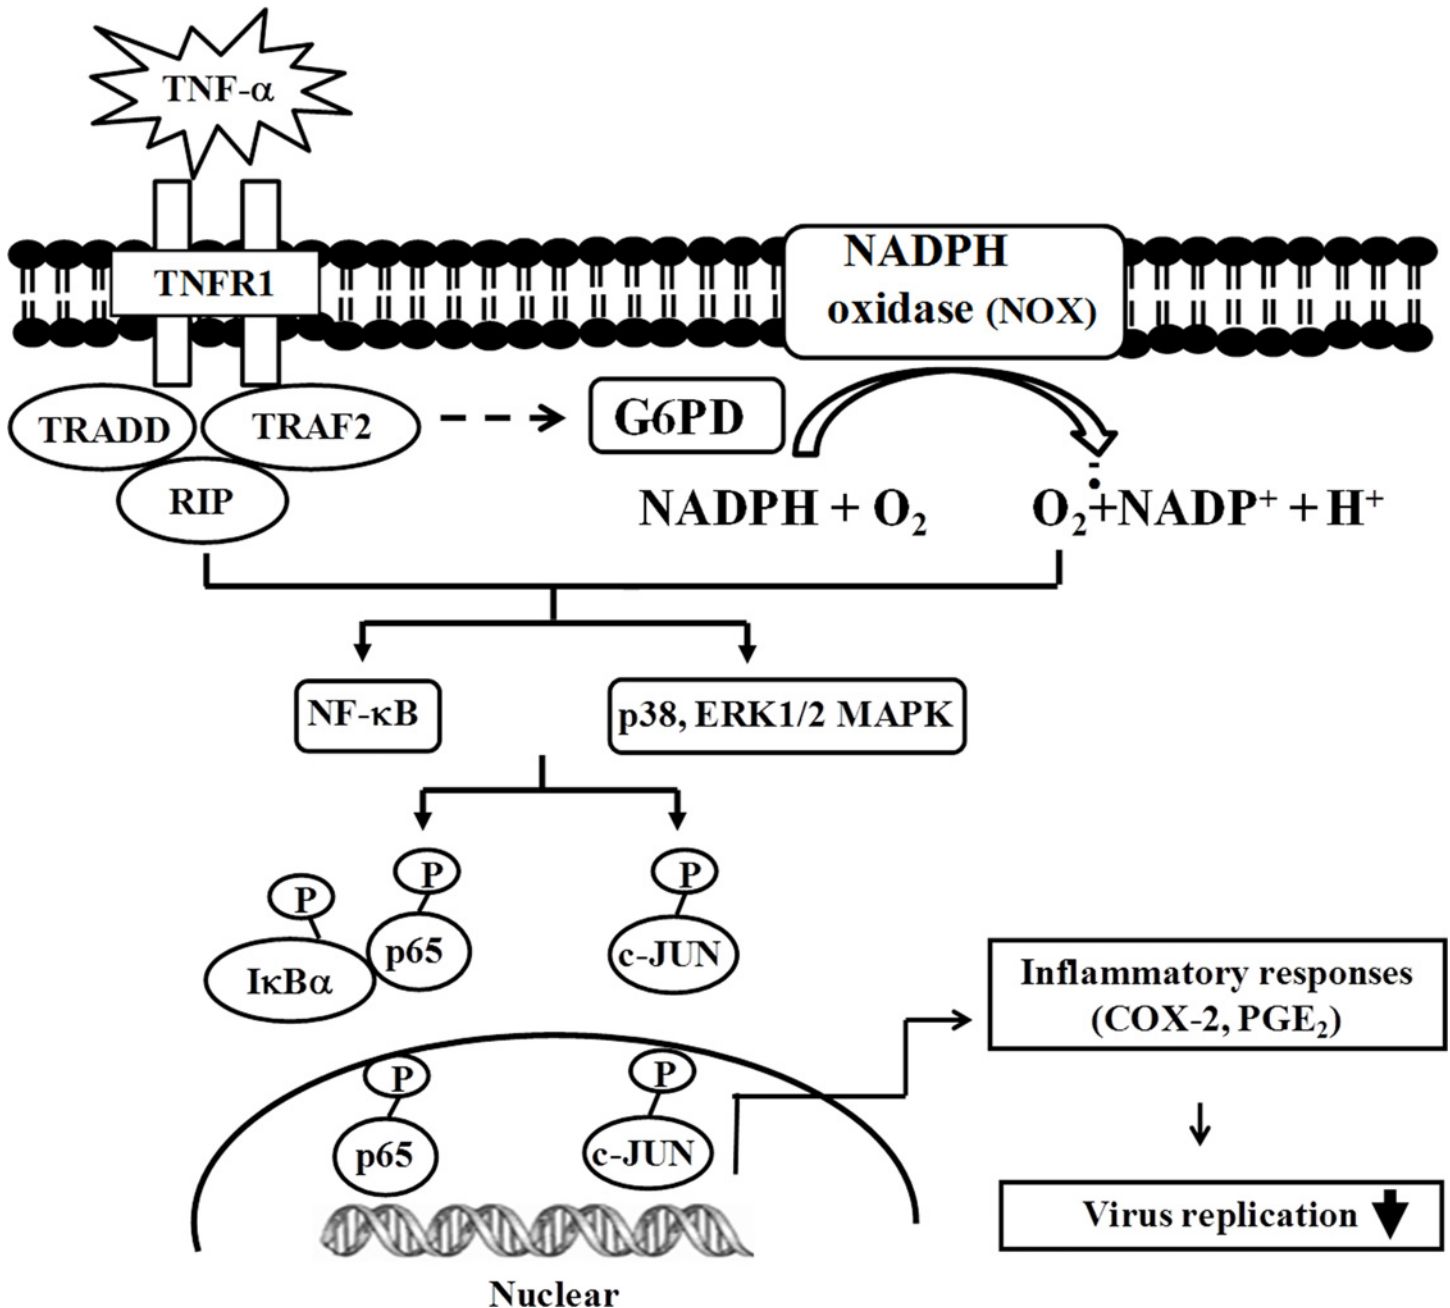 TNF-α
TNFR1
NADPH
oxidase (NOX)
TRADD
TRAF2
RIP
G6PD
NADPH + O₂
O₂+NADP⁺ + H⁺
NF-κB
p38, ERK1/2 MAPK
P
P
P
IκBα
p65
c-JUN
P
P
p65
c-JUN
Inflammatory responses
(COX-2, PGE₂)
Virus replication
Nuclear